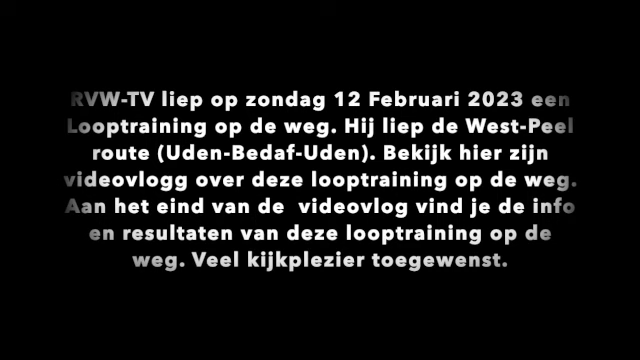 RVW-TV liep op zondag 12 Februari 2023 een
Looptraining op de weg. Hij liep de West-Peel
route (Uden-Bedaf-Uden). Bekijk hier zijn
videovlogg over deze looptraining op de weg.
Aan het eind van de  videovlog vind je de info
en resultaten van deze looptraining op de
weg. Veel kijkplezier toegewenst.